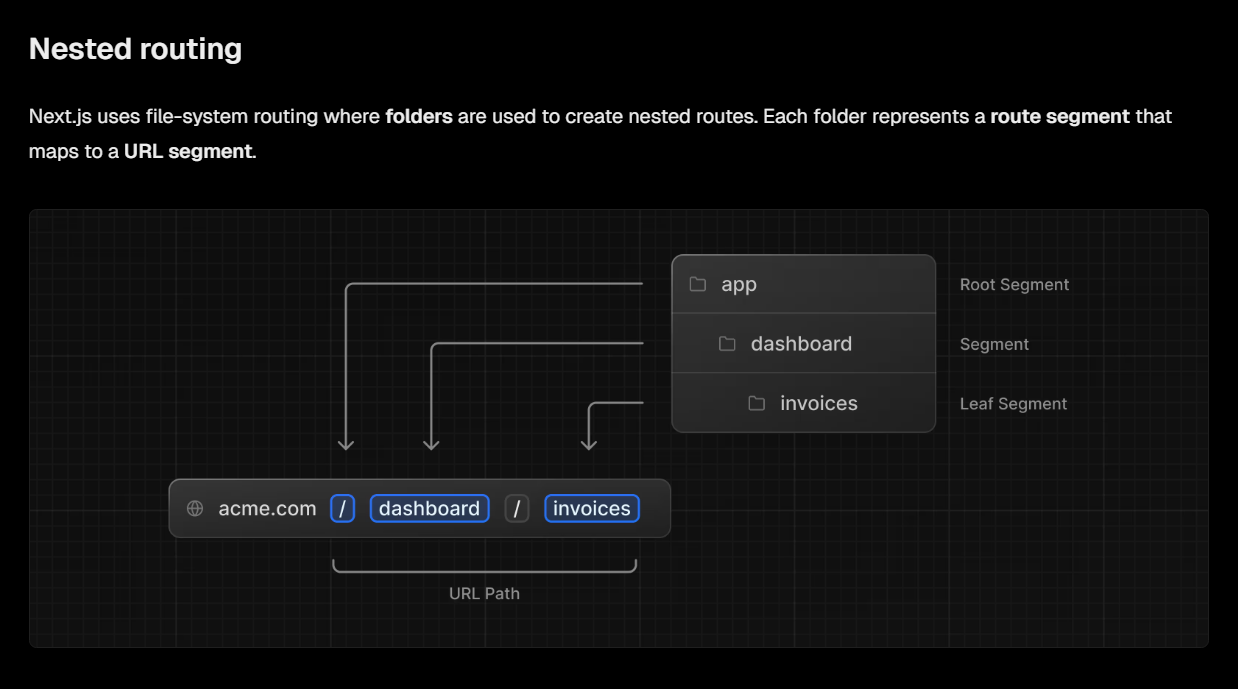 Nested routing
Next.js uses file-system routing where folders are used to create nested routes. Each folder represents a route segment that
maps to a URL segment.
app
Root Segment
dashboard
Segment
invoices
Leaf Segment
acme.com / dashboard / invoices
URL Path